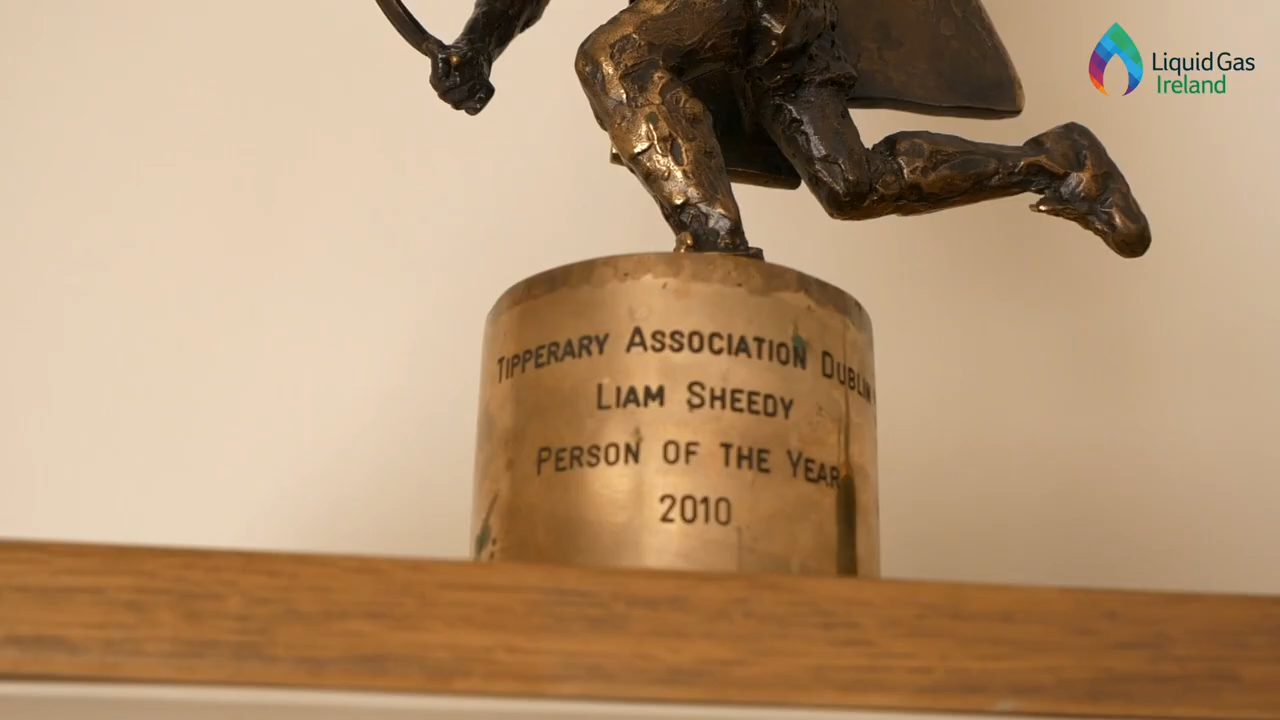 Liquid Gas
Ireland
Tipperary Association Dublin
Liam Sheedy
Person of the Year
2010